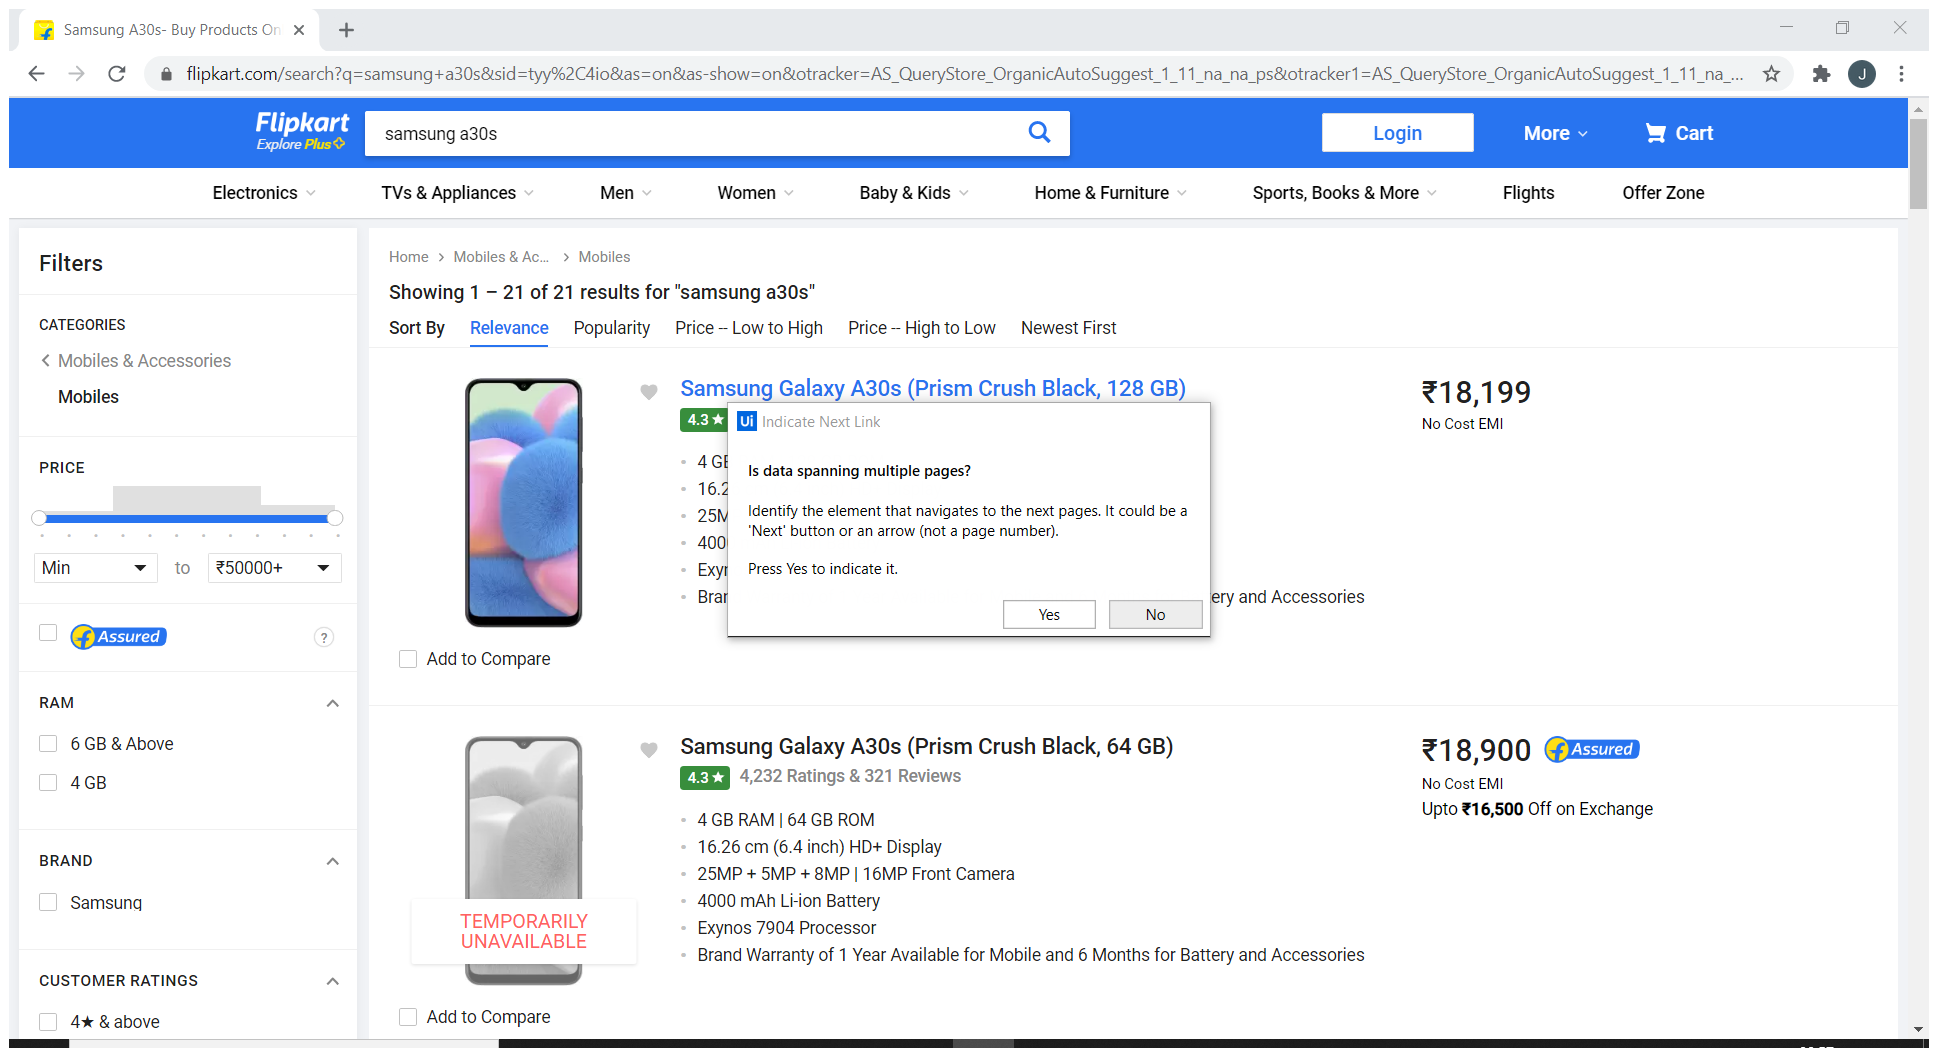 Samsung A30s- Buy Products On
flipkart.com/search?q=samsung+a30s&sid=tyy%2C4io&as=on&as-show=on&otracker=AS_QueryStore_OrganicAutoSuggest_1_11_na_na_ps&otracker1=AS_QueryStore_OrganicAutoSuggest_1_11_na_...
J
Flipkart
Explore Plus
samsung a30s
Login
More
Cart
Electronics
TVs & Appliances
Men
Women
Baby & Kids
Home & Furniture
Sports, Books & More
Flights
Offer Zone
Filters
CATEGORIES
Mobiles & Accessories
Mobiles
PRICE
Min
to
₹50000+
Assured
?
RAM
6 GB & Above
4 GB
BRAND
Samsung
CUSTOMER RATINGS
4★ & above
Home > Mobiles & Ac... > Mobiles
Showing 1 – 21 of 21 results for "samsung a30s"
Sort By
Relevance
Popularity
Price -- Low to High
Price -- High to Low
Newest First
Samsung Galaxy A30s (Prism Crush Black, 128 GB)
4.3★
4 GB
16.2
25M
400
Exyn
Bran
ery and Accessories
₹18,199
No Cost EMI
Add to Compare
Ui Indicate Next Link
Is data spanning multiple pages?
Identify the element that navigates to the next pages. It could be a
'Next' button or an arrow (not a page number).
Press Yes to indicate it.
Yes
No
Samsung Galaxy A30s (Prism Crush Black, 64 GB)
4.3★ 4,232 Ratings & 321 Reviews
4 GB RAM | 64 GB ROM
16.26 cm (6.4 inch) HD+ Display
25MP + 5MP + 8MP | 16MP Front Camera
4000 mAh Li-ion Battery
Exynos 7904 Processor
Brand Warranty of 1 Year Available for Mobile and 6 Months for Battery and Accessories
₹18,900
Assured
No Cost EMI
Upto ₹16,500 Off on Exchange
TEMPORARILY
UNAVAILABLE
Add to Compare